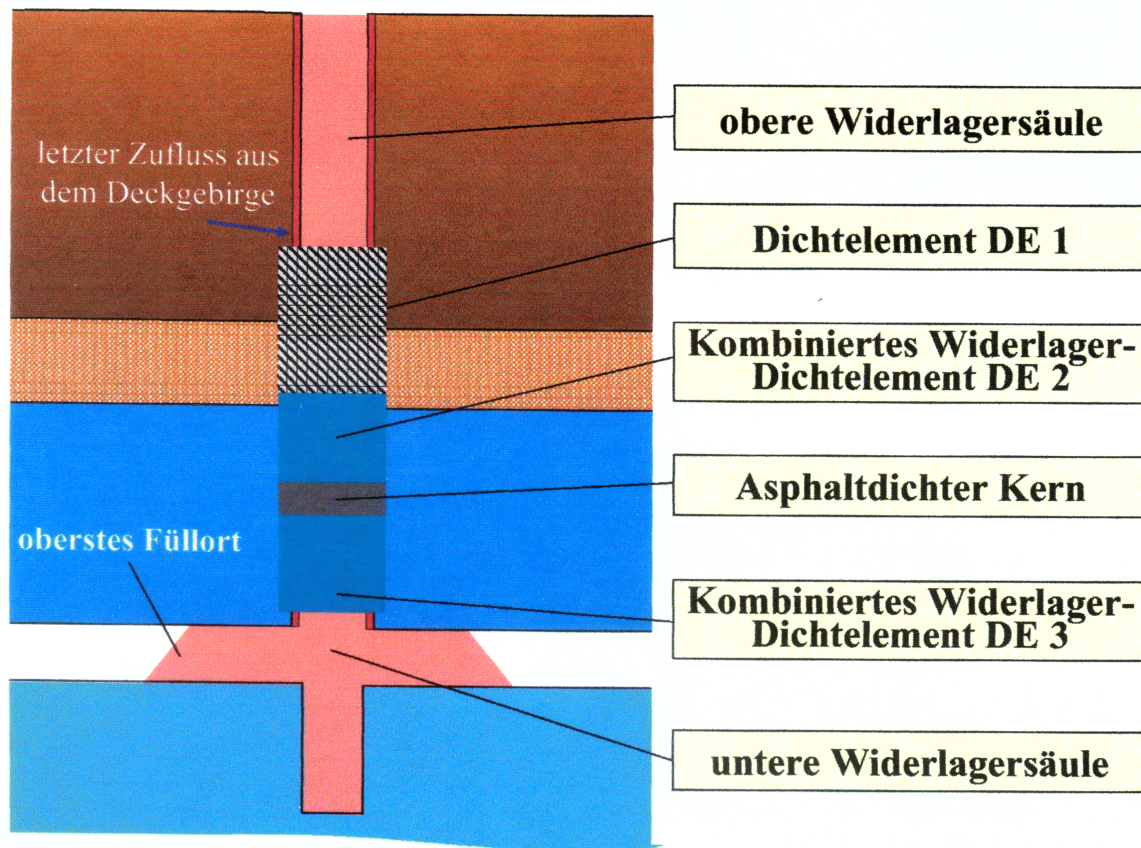 obere Widerlagersäule
letzter Zufluss aus
dem Deckgebirge
Dichtelement DE 1
Kombiniertes Widerlager-
Dichtelement DE 2
Asphaltdichter Kern
oberstes Füllort
Kombiniertes Widerlager-
Dichtelement DE 3
untere Widerlagersäule